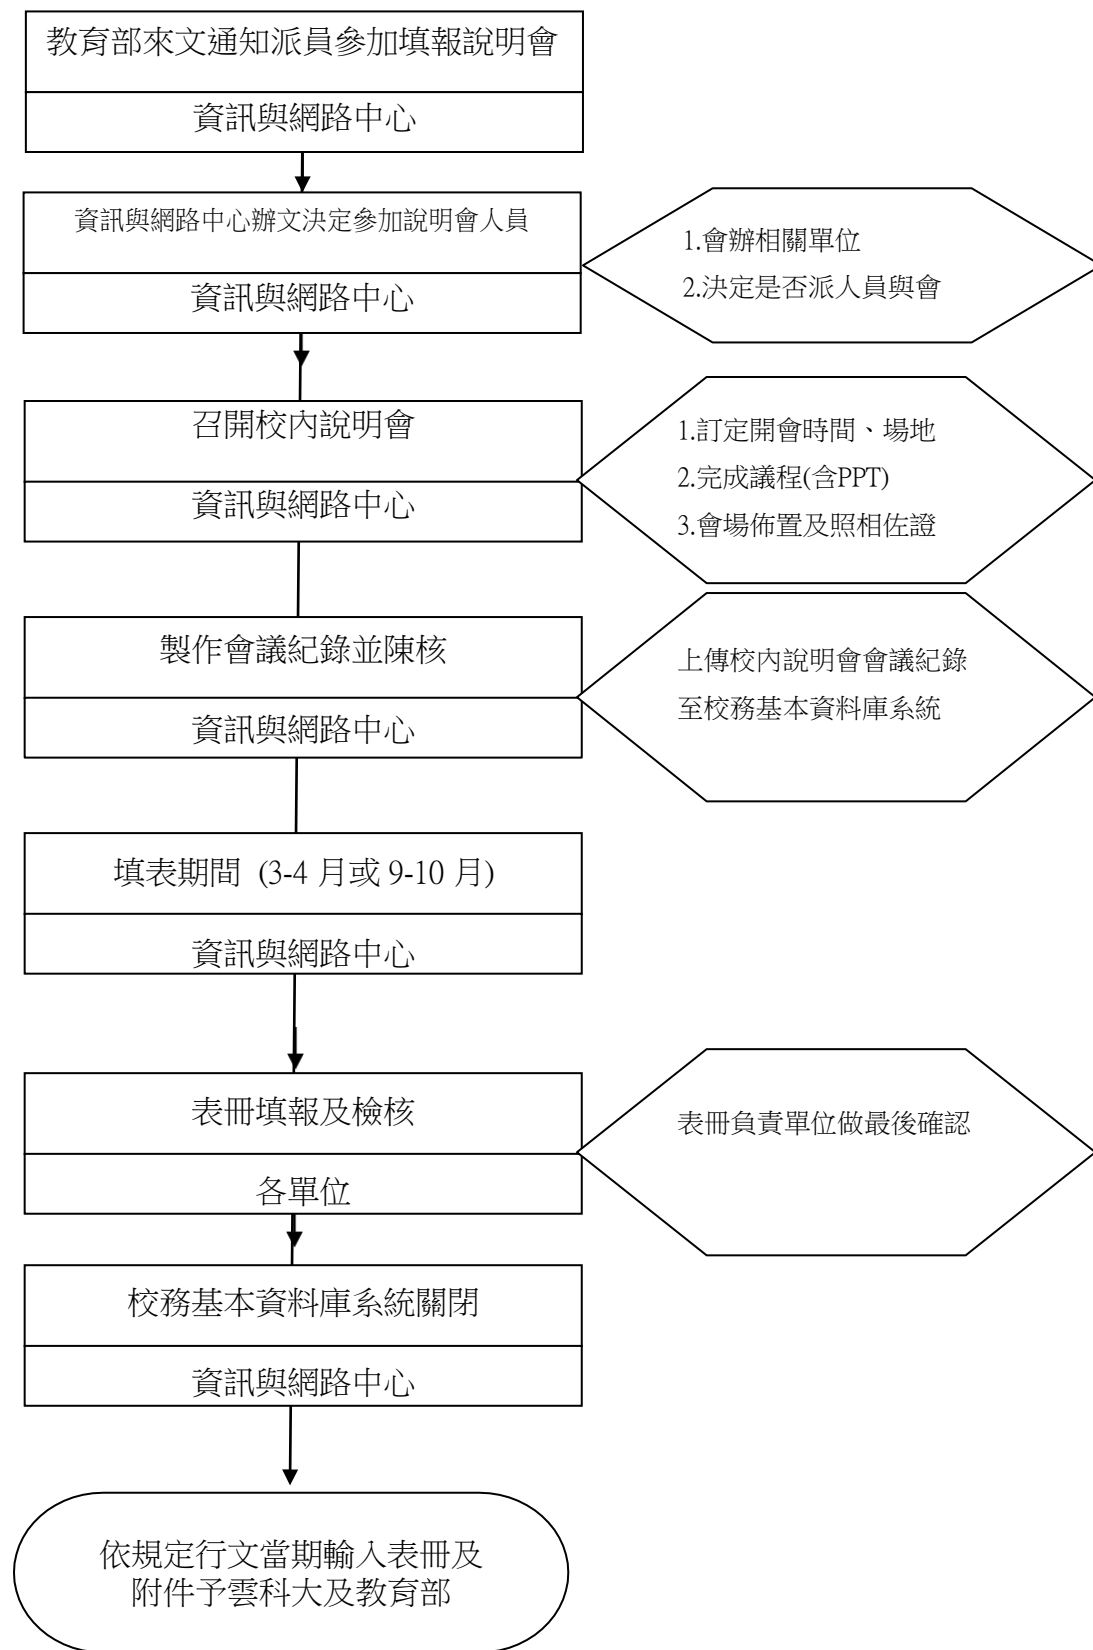 教育部來文通知派員參加填報說明會
資訊與網路中心
資訊與網路中心辦文決定參加說明會人員
資訊與網路中心
1.會辦相關單位
2.決定是否派人員與會
召開校內說明會
資訊與網路中心
1.訂定開會時間、場地
2.完成議程(含PPT)
3.會場佈置及照相佐證
製作會議紀錄並陳核
資訊與網路中心
上傳校內說明會會議紀錄
至校務基本資料庫系統
填表期間 (3-4 月或 9-10 月)
資訊與網路中心
表冊填報及檢核
各單位
表冊負責單位做最後確認
校務基本資料庫系統關閉
資訊與網路中心
依規定行文當期輸入表冊及
附件予雲科大及教育部